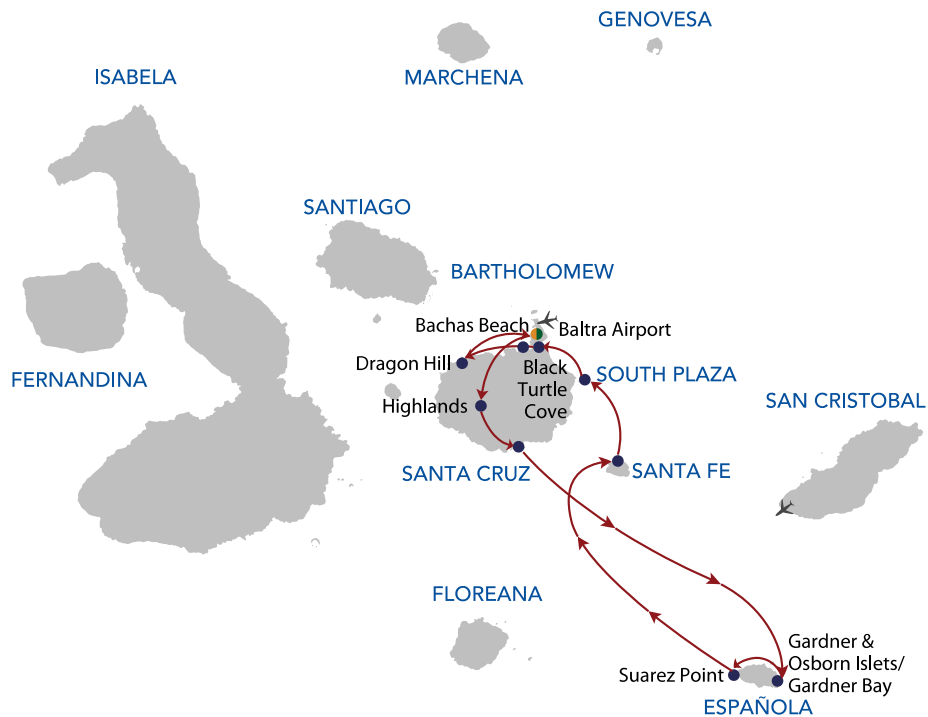 GENOVESA
MARCHENA
ISABELA
SANTIAGO
BARTHOLOMEW
Bachas Beach
Baltra Airport
Dragon Hill
Black
Turtle
Cove
SOUTH PLAZA
FERNANDINA
Highlands
SAN CRISTOBAL
SANTA CRUZ
SANTA FE
FLOREANA
Gardner &
Osborn Islets/
Gardner Bay
Suarez Point
ESPAÑOLA